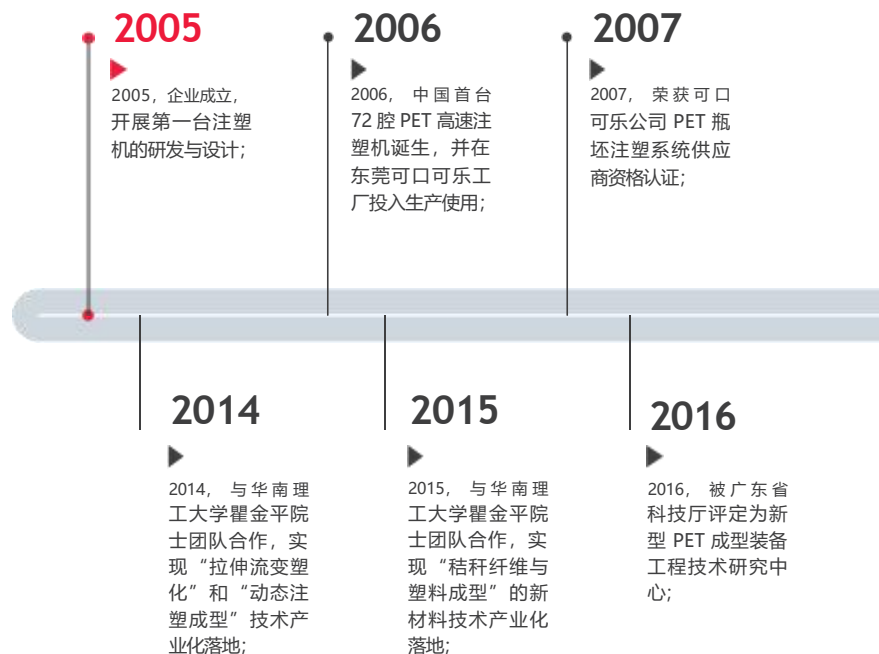 2005
2005，企业成立，
开展第一台注塑
机的研发与设计；
2006
2006， 中国首台
72 腔 PET 高速注
塑机诞生，并在
东莞可口可乐工
厂投入生产使用；
2007
2007， 荣获可口
可乐公司 PET 瓶
坯注塑系统供应
商资格认证；
2014
2014， 与华南理
工大学瞿金平院
士团队合作，实
现“拉伸流变塑
化”和“动态注
塑成型”技术产
业化落地；
2015
2015， 与华南理
工大学瞿金平院
士团队合作，实
现“秸秆纤维与
塑料成型”的新
材料技术产业化
落地；
2016
2016， 被广东省
科技厅评定为新
型 PET 成型装备
工程技术研究中
心；